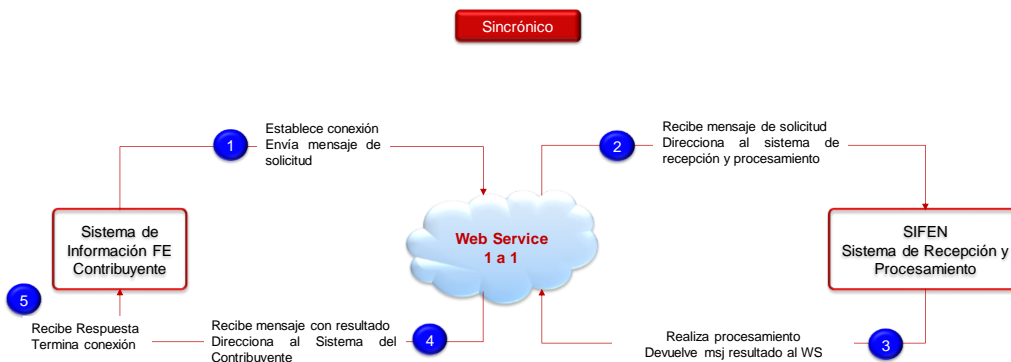 Sincrónico
1
Establece conexión
Envía mensaje de
solicitud
2
Recibe mensaje de solicitud
Direcciona al sistema de
recepción y procesamiento
Sistema de
Información FE
Contribuyente
Web Service
1 a 1
SIFEN
Sistema de Recepción y
Procesamiento
5
Recibe Respuesta
Termina conexión
Recibe mensaje con resultado
Direcciona al Sistema del
Contribuyente
4
Realiza procesamiento
Devuelve msj resultado al WS
3